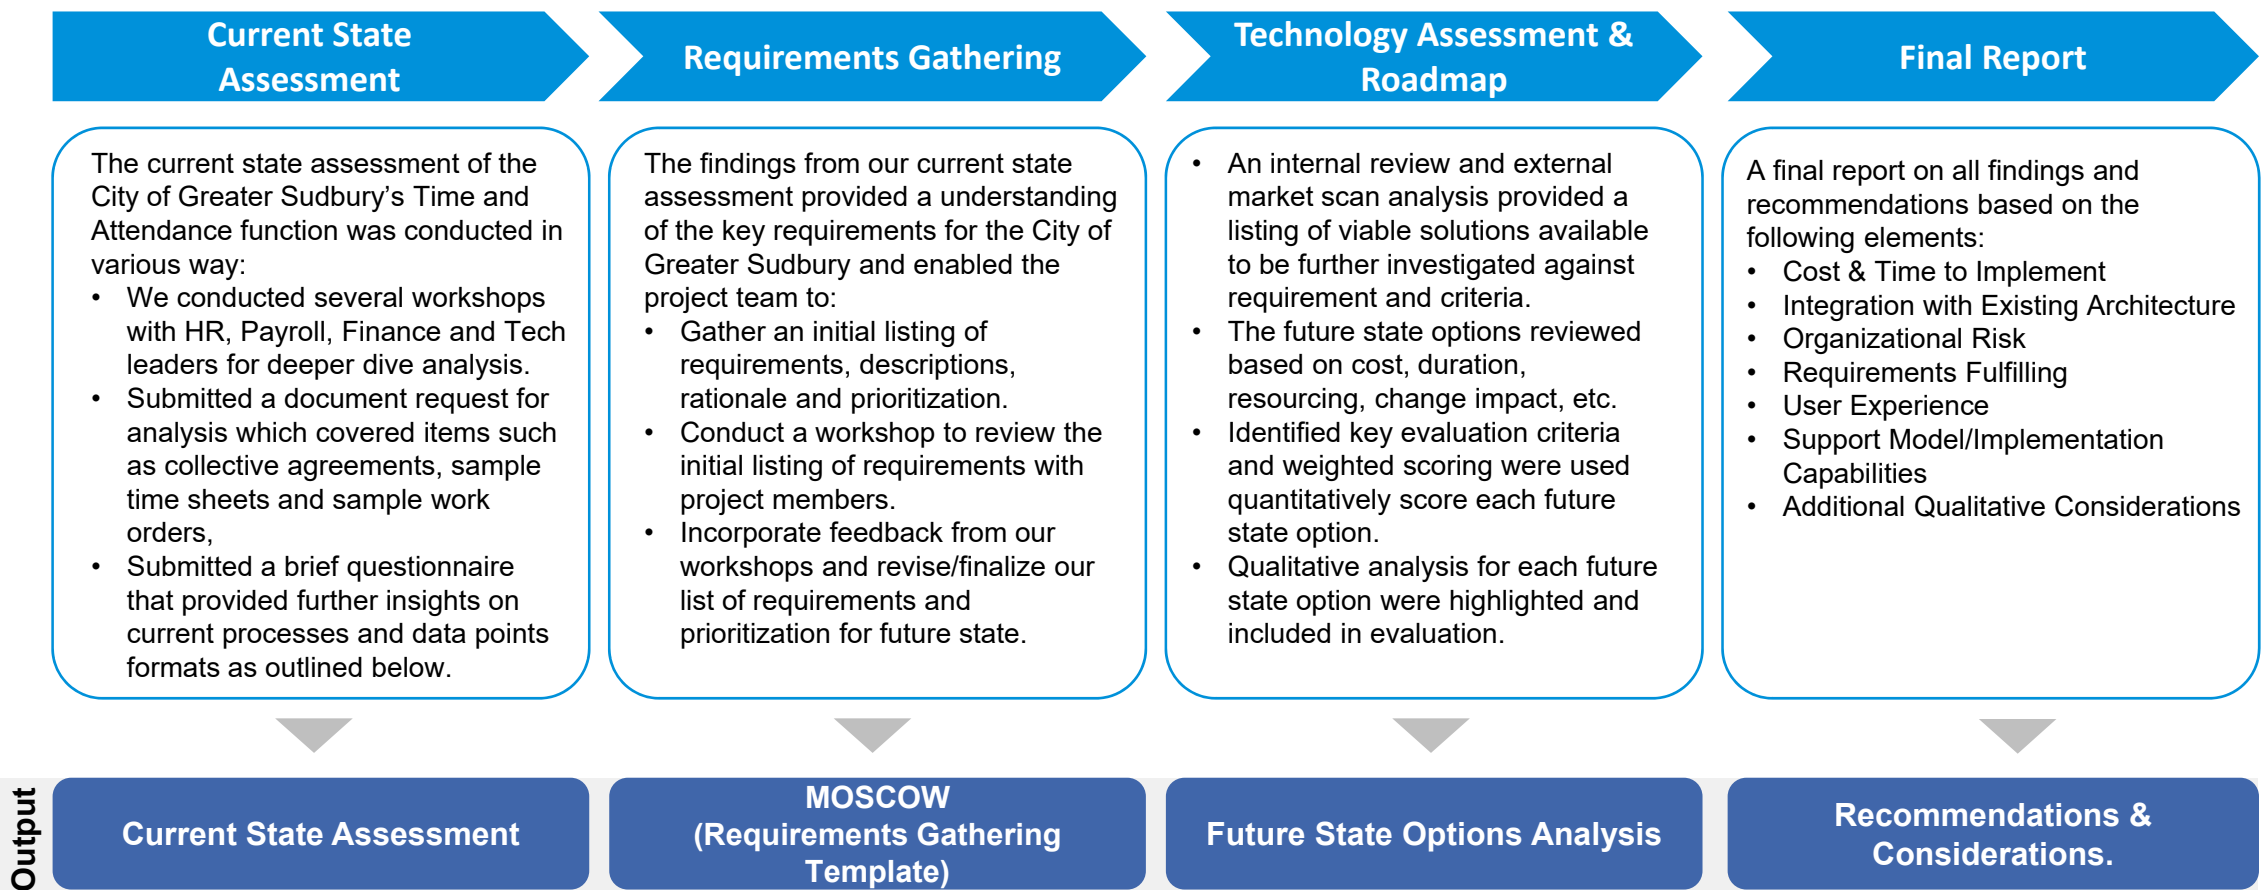 Current State
Assessment
Requirements Gathering
Technology Assessment &
Roadmap
Final Report
The current state assessment of the
City of Greater Sudbury’s Time and
Attendance function was conducted in
various way:
• We conducted several workshops
with HR, Payroll, Finance and Tech
leaders for deeper dive analysis.
• Submitted a document request for
analysis which covered items such
as collective agreements, sample
time sheets and sample work
orders,
• Submitted a brief questionnaire
that provided further insights on
current processes and data points
formats as outlined below.
The findings from our current state
assessment provided a understanding
of the key requirements for the City of
Greater Sudbury and enabled the
project team to:
• Gather an initial listing of
requirements, descriptions,
rationale and prioritization.
• Conduct a workshop to review the
initial listing of requirements with
project members.
• Incorporate feedback from our
workshops and revise/finalize our
list of requirements and
prioritization for future state.
• An internal review and external
market scan analysis provided a
listing of viable solutions available
to be further investigated against
requirement and criteria.
• The future state options reviewed
based on cost, duration,
resourcing, change impact, etc.
• Identified key evaluation criteria
and weighted scoring were used
quantitatively score each future
state option.
• Qualitative analysis for each future
state option were highlighted and
included in evaluation.
A final report on all findings and
recommendations based on the
following elements:
• Cost & Time to Implement
• Integration with Existing Architecture
• Organizational Risk
• Requirements Fulfilling
• User Experience
• Support Model/Implementation
Capabilities
• Additional Qualitative Considerations
Output
Current State Assessment
MOSCOW
(Requirements Gathering
Template)
Future State Options Analysis
Recommendations &
Considerations.